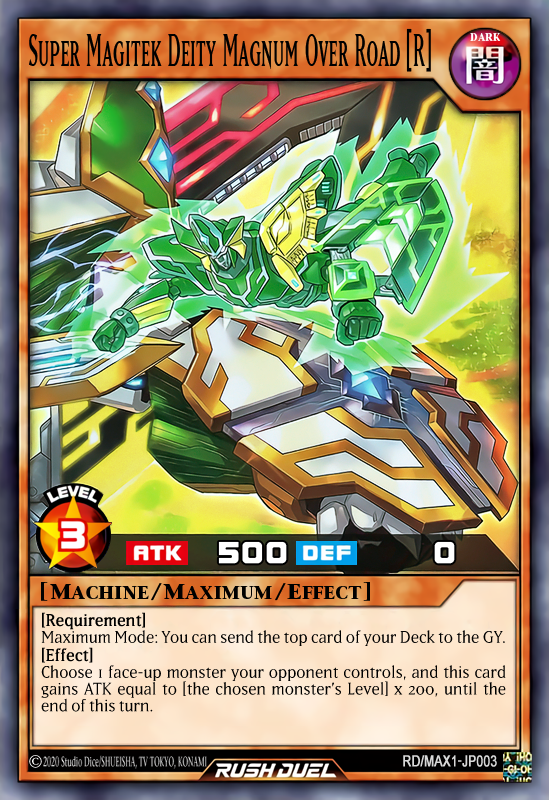 Super Magitek Deity Magnum Over Road [R]
DARK
闇
LEVEL
3
ATK 500 DEF 0
[Machine/Maximum/Effect]
[Requirement]
Maximum Mode: You can send the top card of your Deck to the GY.
[Effect]
Choose 1 face-up monster your opponent controls, and this card
gains ATK equal to [the chosen monster's Level] x 200, until the
end of this turn.
©2020 Studio Dice/SHUEISHA, TV TOKYO, KONAMI
RUSH DUEL
RD/MAX1-JP003